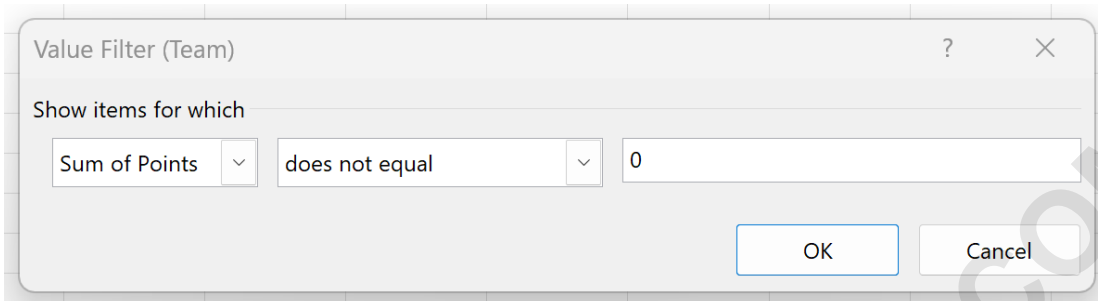 Value Filter (Team) ?
Show items for which
Sum of Points does not equal 0
OK Cancel